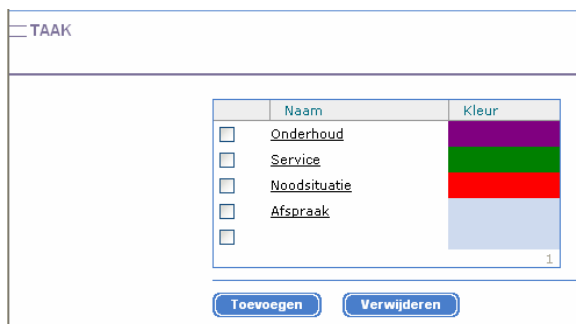 TAAK
Naam Kleur
Onderhoud
Service
Noodsituatie
Afspraak
1
Toevoegen Verwijderen